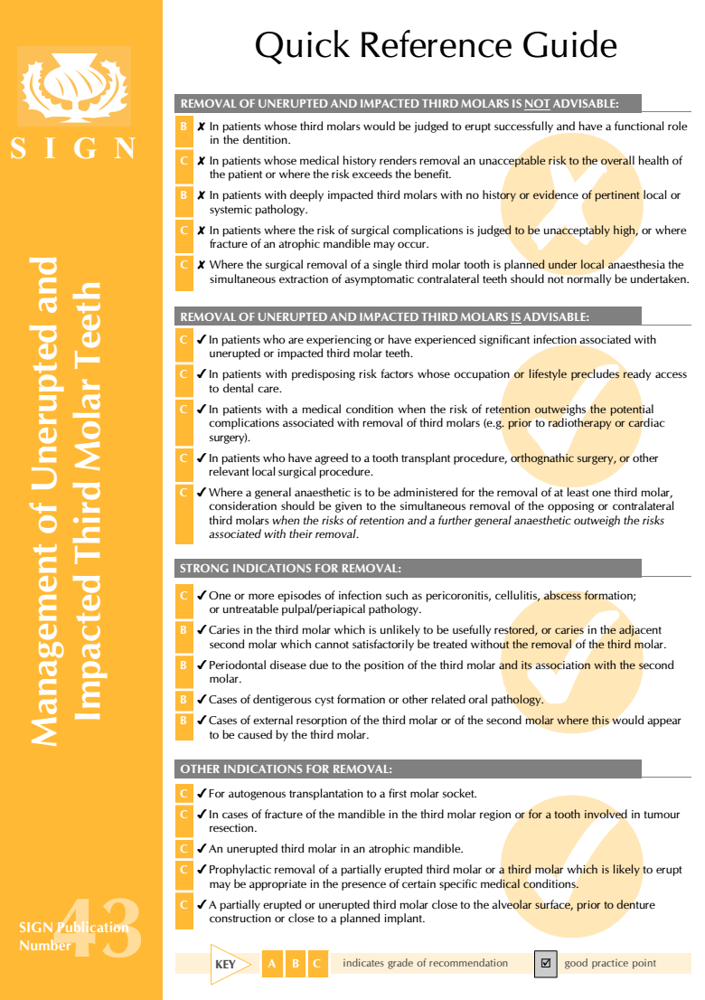 Quick Reference Guide
SIGN
Management of Unerupted and
Impacted Third Molar Teeth
REMOVAL OF UNERUPTED AND IMPACTED THIRD MOLARS IS NOT ADVISABLE:
B ✘ In patients whose third molars would be judged to erupt successfully and have a functional role
in the dentition.
C ✘ In patients whose medical history renders removal an unacceptable risk to the overall health of
the patient or where the risk exceeds the benefit.
B ✘ In patients with deeply impacted third molars with no history or evidence of pertinent local or
systemic pathology.
C ✘ In patients where the risk of surgical complications is judged to be unacceptably high, or where
fracture of an atrophic mandible may occur.
C ✘ Where the surgical removal of a single third molar tooth is planned under local anaesthesia the
simultaneous extraction of asymptomatic contralateral teeth should not normally be undertaken.
REMOVAL OF UNERUPTED AND IMPACTED THIRD MOLARS IS ADVISABLE:
C ✔ In patients who are experiencing or have experienced significant infection associated with
unerupted or impacted third molar teeth.
C ✔ In patients with predisposing risk factors whose occupation or lifestyle precludes ready access
to dental care.
C ✔ In patients with a medical condition when the risk of retention outweighs the potential
complications associated with removal of third molars (e.g. prior to radiotherapy or cardiac
surgery).
C ✔ In patients who have agreed to a tooth transplant procedure, orthognathic surgery, or other
relevant local surgical procedure.
C ✔ Where a general anaesthetic is to be administered for the removal of at least one third molar,
consideration should be given to the simultaneous removal of the opposing or contralateral
third molars when the risks of retention and a further general anaesthetic outweigh the risks
associated with their removal.
STRONG INDICATIONS FOR REMOVAL:
C ✔ One or more episodes of infection such as pericoronitis, cellulitis, abscess formation;
or untreatable pulpal/periapical pathology.
B ✔ Caries in the third molar which is unlikely to be usefully restored, or caries in the adjacent
second molar which cannot satisfactorily be treated without the removal of the third molar.
B ✔ Periodontal disease due to the position of the third molar and its association with the second
molar.
B ✔ Cases of dentigerous cyst formation or other related oral pathology.
B ✔ Cases of external resorption of the third molar or of the second molar where this would appear
to be caused by the third molar.
OTHER INDICATIONS FOR REMOVAL:
C ✔ For autogenous transplantation to a first molar socket.
C ✔ In cases of fracture of the mandible in the third molar region or for a tooth involved in tumour
resection.
C ✔ An unerupted third molar in an atrophic mandible.
C ✔ Prophylactic removal of a partially erupted third molar or a third molar which is likely to erupt
may be appropriate in the presence of certain specific medical conditions.
C ✔ A partially erupted or unerupted third molar close to the alveolar surface, prior to denture
construction or close to a planned implant.
SIGN Publication
Number 43
KEY A B C indicates grade of recommendation ☑ good practice point